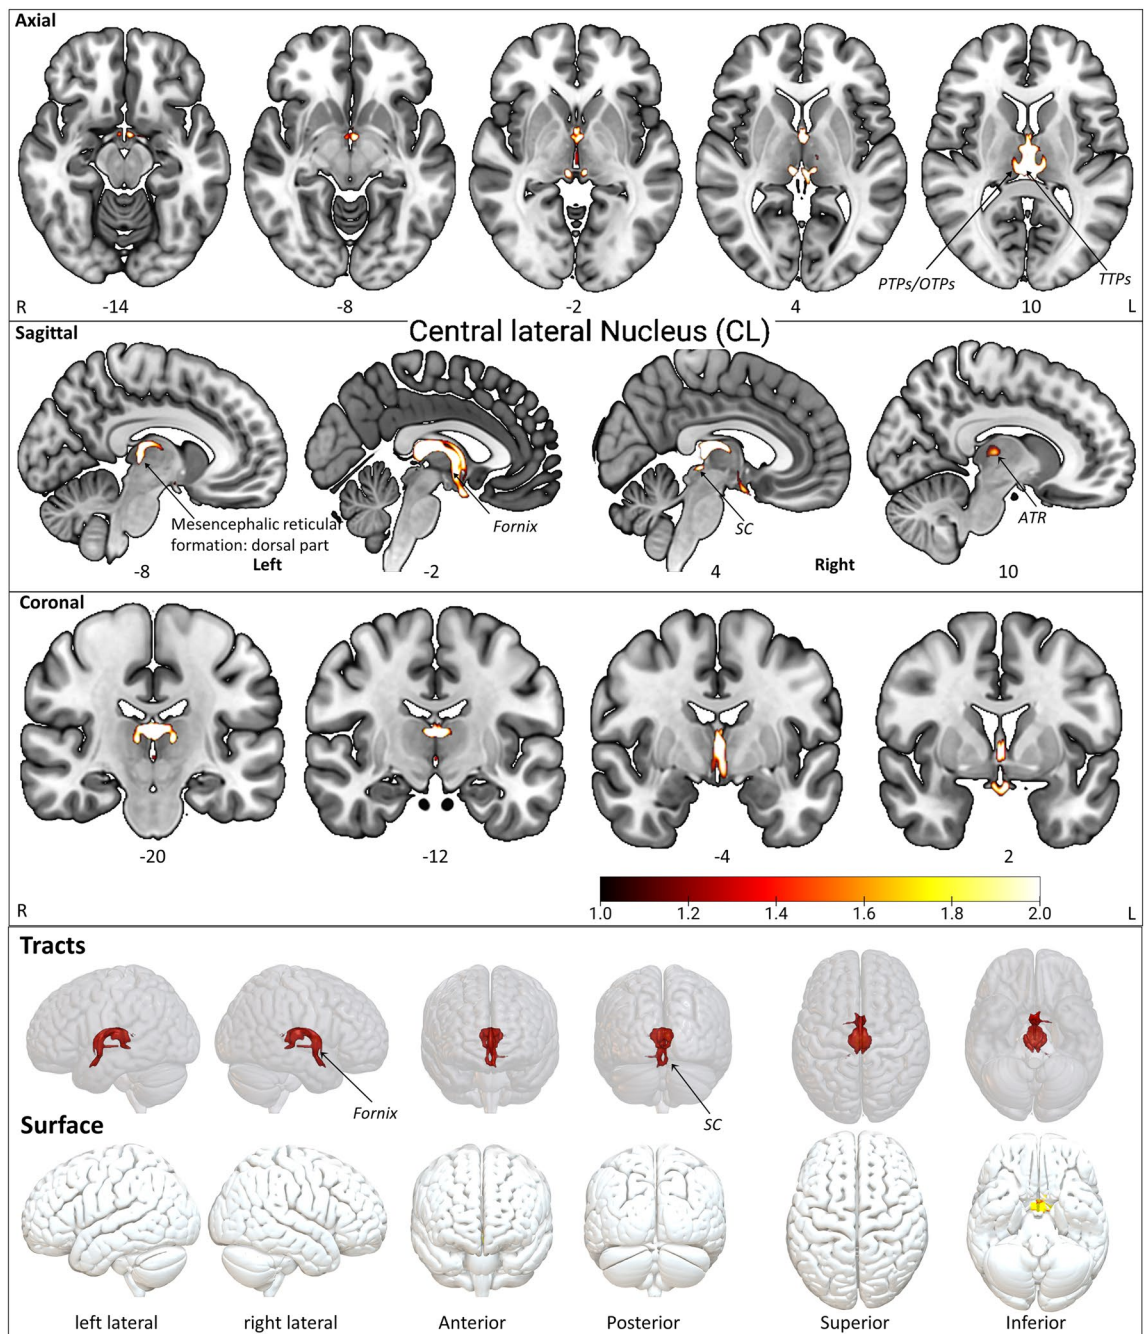 Axial
PTPs/OTPs
TTPs
R
-14
-8
-2
4
10
L
Sagittal
Central lateral Nucleus (CL)
Mesencephalic reticular
formation: dorsal part
Fornix
SC
ATR
Left
Right
-8
-2
4
10
Coronal
-20
-12
-4
2
R
1.0
1.2
1.4
1.6
1.8
2.0
L
Tracts
Fornix
SC
Surface
left lateral
right lateral
Anterior
Posterior
Superior
Inferior